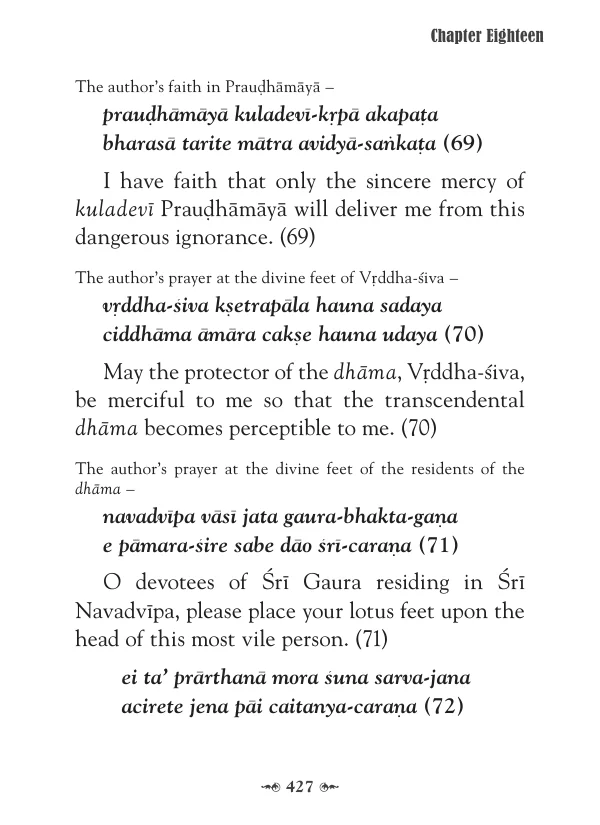 Chapter Eighteen
The author's faith in Prauḍhāmāyā –
prauḍhāmāyā kuladevī-kṛpā akapaṭa
bharasā tarite mātra avidyā-saṅkaṭa (69)
I have faith that only the sincere mercy of
kuladevī Prauḍhāmāyā will deliver me from this
dangerous ignorance. (69)
The author's prayer at the divine feet of Vṛddha-śiva –
vṛddha-śiva kṣetrapāla hauna sadaya
ciddhāma āmāra cakṣe hauna udaya (70)
May the protector of the dhāma, Vṛddha-śiva,
be merciful to me so that the transcendental
dhāma becomes perceptible to me. (70)
The author's prayer at the divine feet of the residents of the
dhāma –
navadvīpa vāsī jata gaura-bhakta-gaṇa
e pāmara-śire sabe dāo śrī-caraṇa (71)
O devotees of Śrī Gaura residing in Śrī
Navadvīpa, please place your lotus feet upon the
head of this most vile person. (71)
ei ta' prārthanā mora śuna sarva-jana
acirete jena pāi caitanya-caraṇa (72)
427